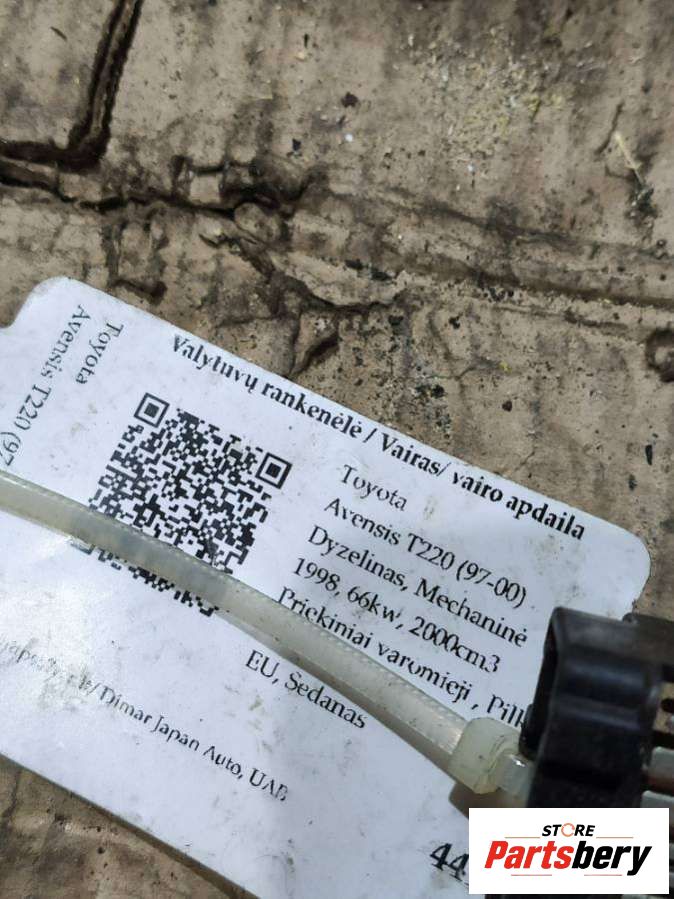 Toyota
Avensis T220 (97
Valytuvų rankenėlė / Vairas/ vairo apdaila
Toyota
Avensis T220 (97-00)
Dyzelinas, Mechaninė
1998, 66kw, 2000cm3
Priekiniai varomieji , Pil
EU, Sedanas
Dimar Japan Auto, UAB
44
STORE
Partsbery